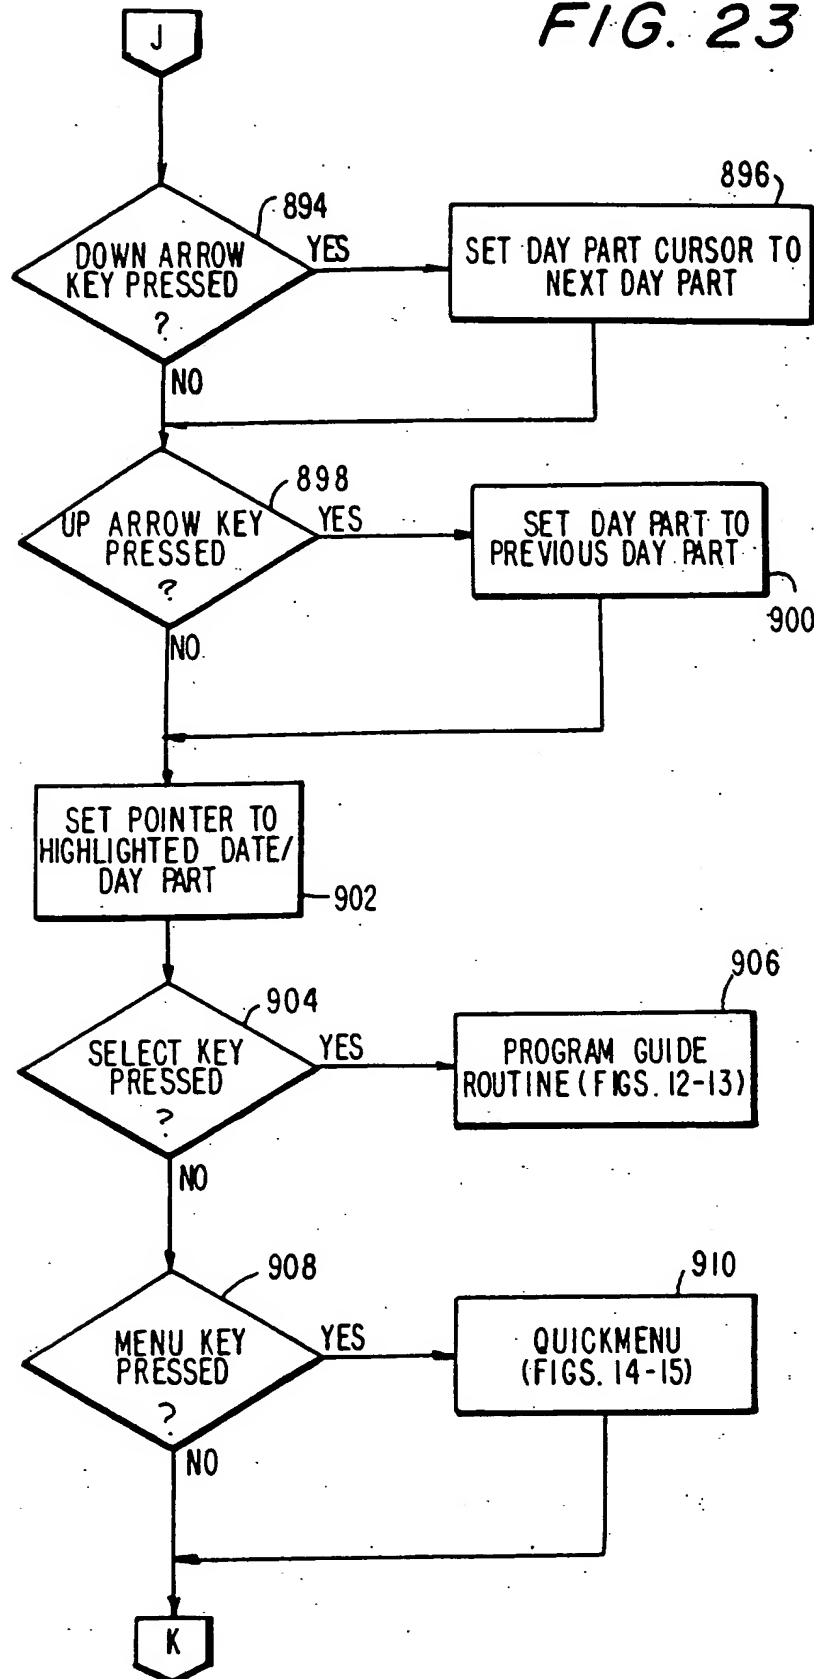 FIG. 23
J
894
DOWN ARROW
KEY PRESSED
?
YES
NO
896
SET DAY PART CURSOR TO
NEXT DAY PART
898
UP ARROW KEY
PRESSED
?
YES
NO
SET DAY PART TO
PREVIOUS DAY PART
900
SET POINTER TO
HIGHLIGHTED DATE/
DAY PART
902
904
SELECT KEY
PRESSED
?
YES
NO
906
PROGRAM GUIDE
ROUTINE (FIGS. 12-13)
908
MENU KEY
PRESSED
?
YES
NO
910
QUICKMENU
(FIGS. 14-15)
K